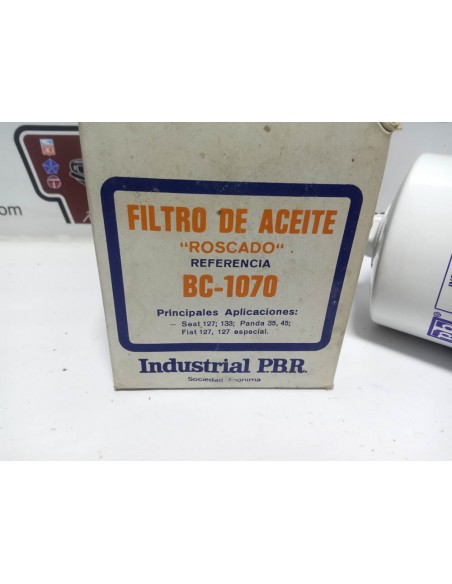 .com
FILTRO DE ACEITE
"ROSCADO"
REFERENCIA
BC-1070
Principales Aplicaciones:
— Seat 127; 133; Panda 35, 45;
Fiat 127, 127 especial.
Industrial P.B.R.
Sociedad Anónima